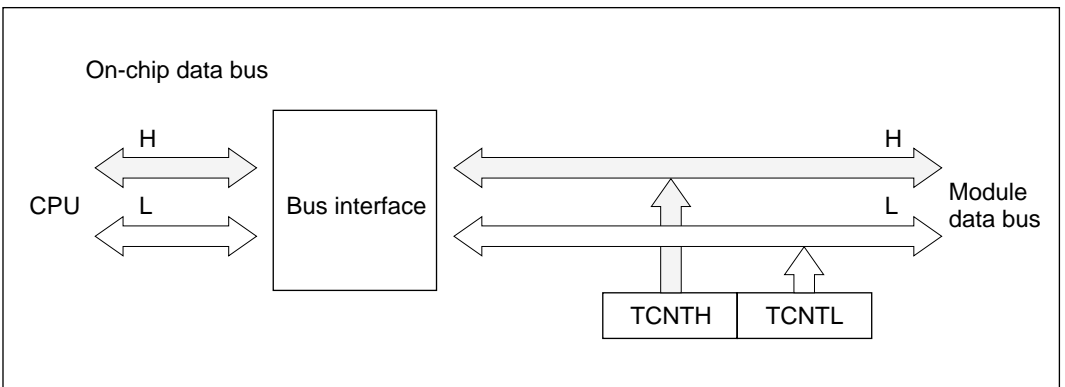 On-chip data bus
H
H
CPU
L
Bus interface
L
Module
data bus
TCNTH
TCNTL